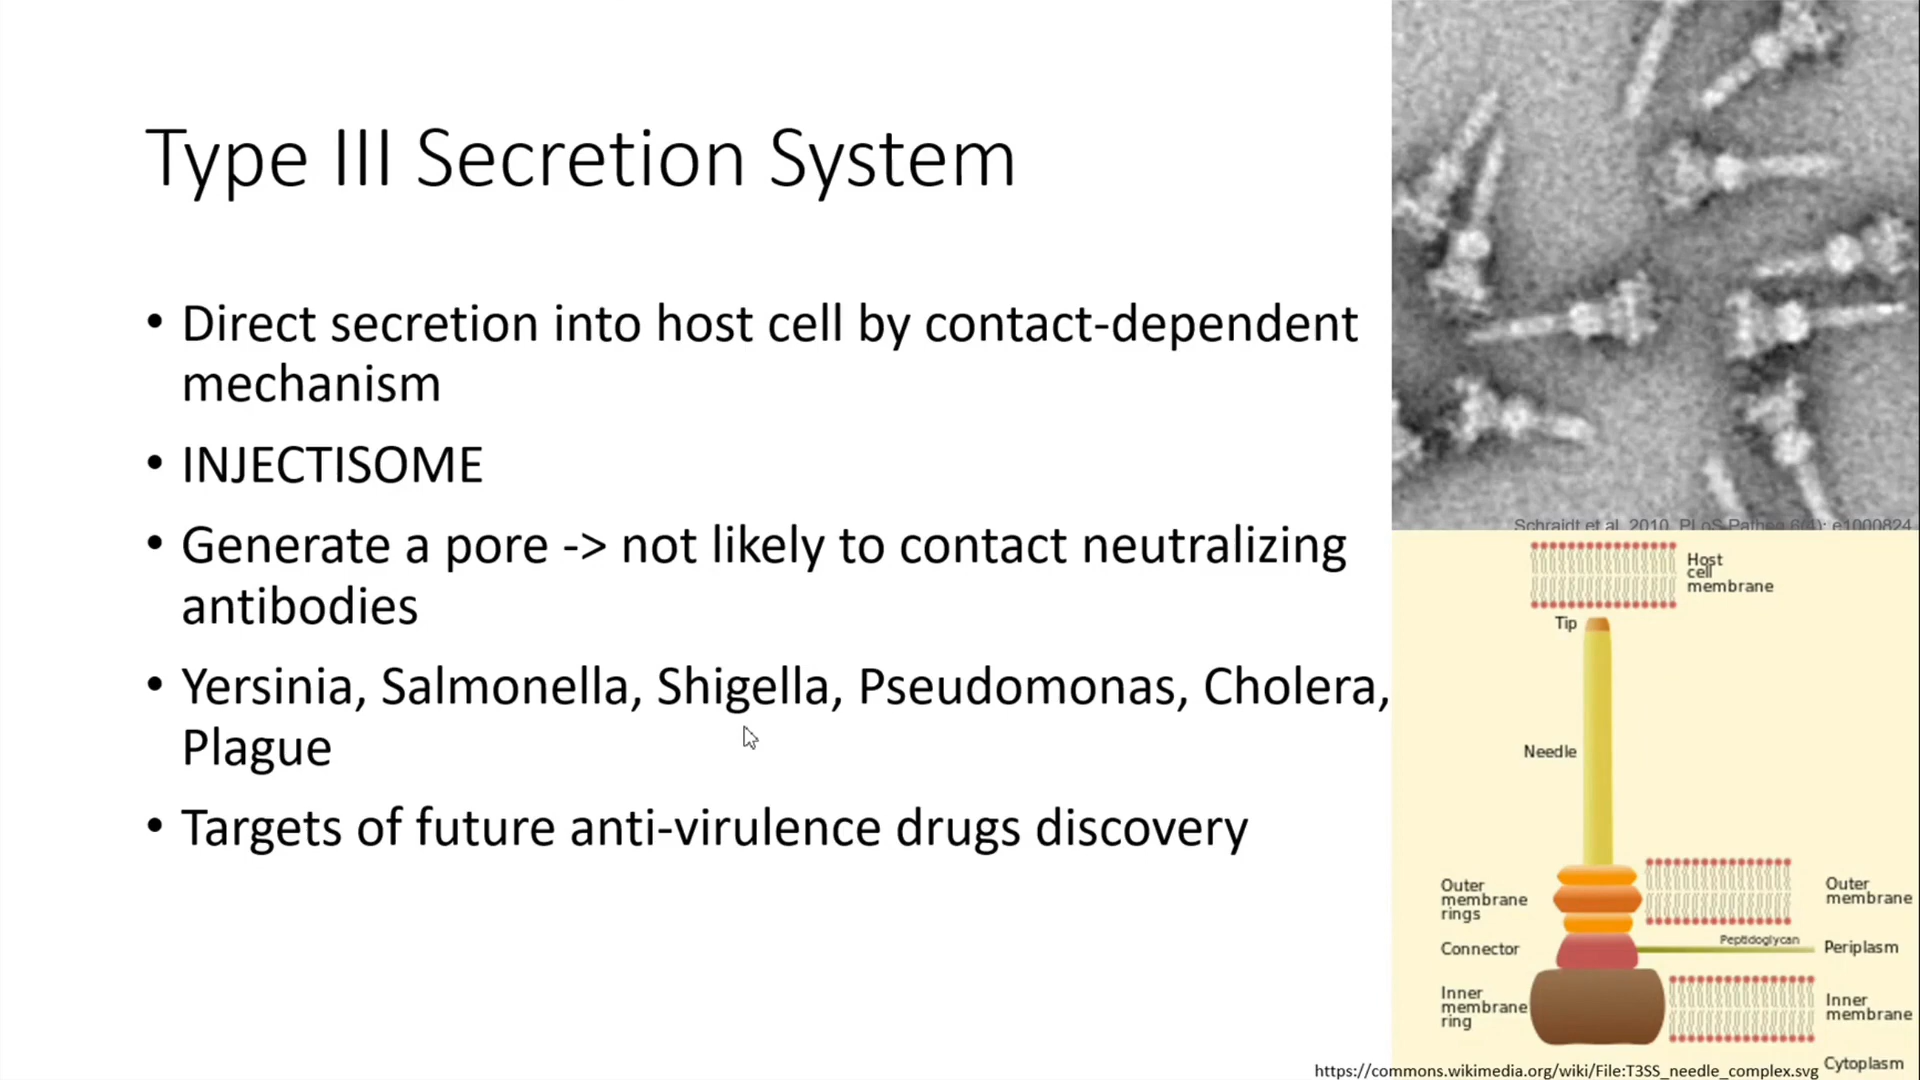 Type III Secretion System
• Direct secretion into host cell by contact-dependent
mechanism
• INJECTISOME
• Generate a pore -> not likely to contact neutralizing
antibodies
• Yersinia, Salmonella, Shigella, Pseudomonas, Cholera,
Plague
• Targets of future anti-virulence drugs discovery
Schraidt et al. 2010. PLoS Pathog 6(4): e1000824
Host
cell
membrane
Tip
Needle
Outer
membrane
rings
Outer
membrane
Connector
Peptidoglycan
Periplasm
Inner
membrane
ring
Inner
membrane
Cytoplasm
https://commons.wikimedia.org/wiki/File:T3SS_needle_complex.svg